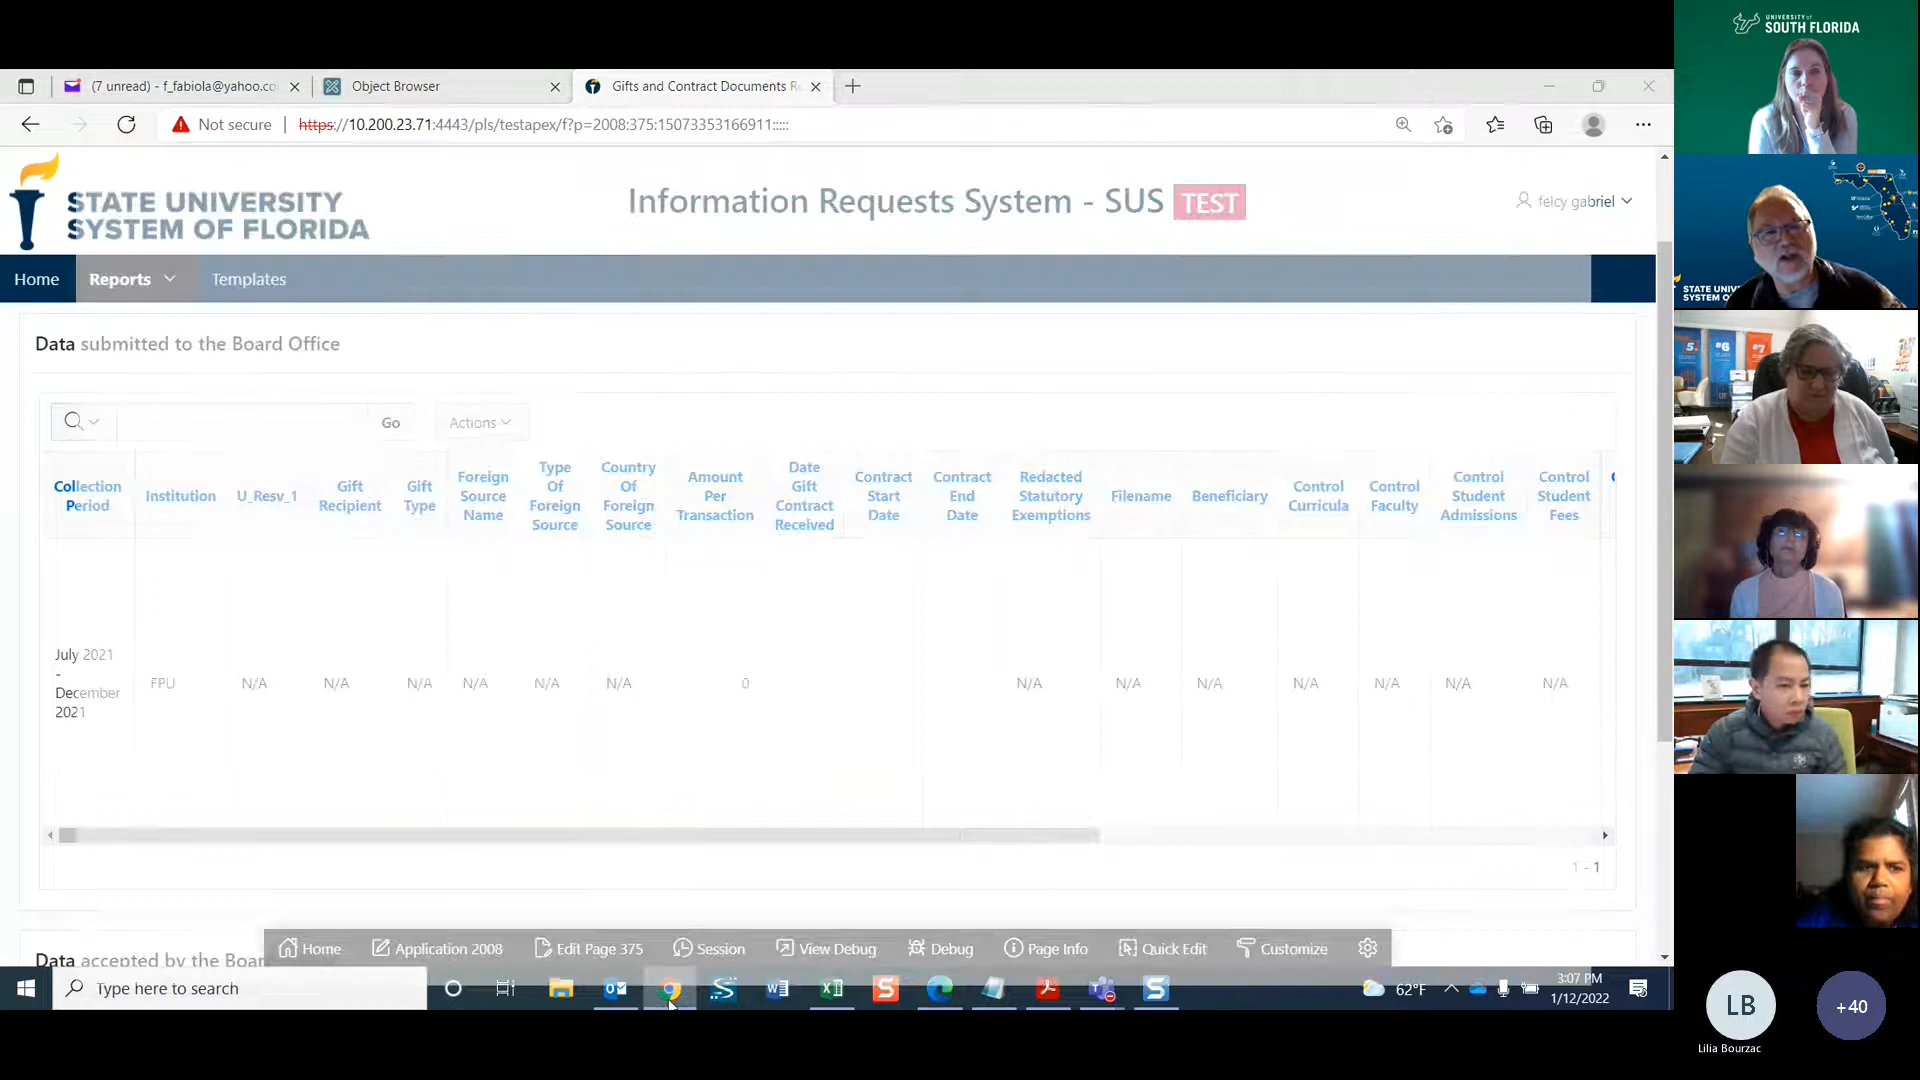 (7 unread) - f_fabiola@yahoo.co
Object Browser
Gifts and Contract Documents R
Not secure
https://10.200.23.71:4443/pls/testapex/f?p=2008:375:15073353166911:::::
STATE UNIVERSITY
SYSTEM OF FLORIDA
Information Requests System - SUS TEST
felcy gabriel
Home
Reports
Templates
Data submitted to the Board Office
Go
Actions
Collection
Period
Institution
U_Resv_1
Gift
Recipient
Gift
Type
Foreign
Source
Name
Type
Of
Foreign
Source
Country
Of
Foreign
Source
Amount
Per
Transaction
Date
Gift
Contract
Received
Contract
Start
Date
Contract
End
Date
Redacted
Statutory
Exemptions
Filename
Beneficiary
Control
Curricula
Control
Faculty
Control
Student
Admissions
Control
Student
Fees
July 2021
-
December
2021
FPU
N/A
N/A
N/A
N/A
N/A
N/A
0
N/A
N/A
N/A
N/A
N/A
N/A
N/A
1 - 1
Data accepted by the Boar
Home
Application 2008
Edit Page 375
Session
View Debug
Debug
Page Info
Quick Edit
Customize
Type here to search
62°F
3:07 PM
1/12/2022
UNIVERSITY of
SOUTH FLORIDA
STATE UNIV
SYSTEM O
5.
#6
#7
LB
Lilia Bourzac
+40